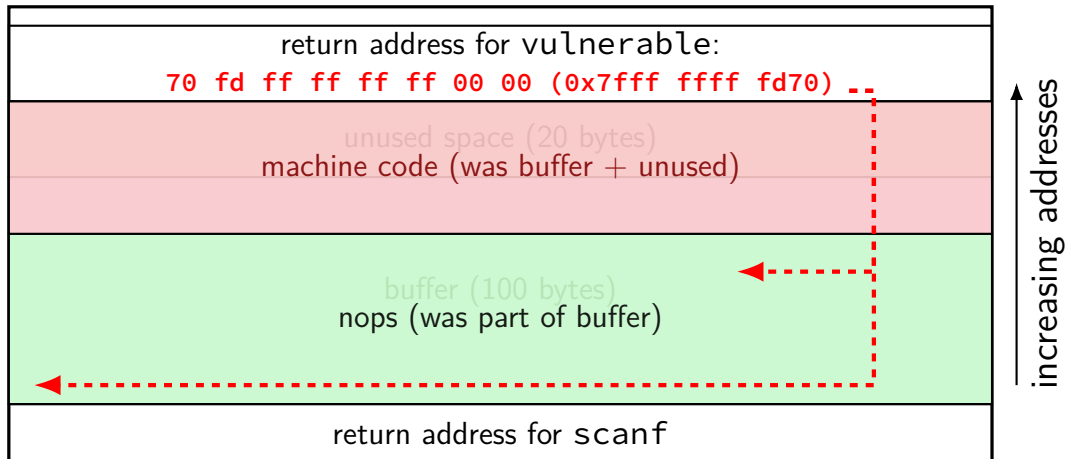 return address for vulnerable:
70 fd ff ff ff ff 00 00 (0x7fff ffff fd70)
unused space (20 bytes)
machine code (was buffer + unused)
buffer (100 bytes)
nops (was part of buffer)
return address for scanf
increasing addresses